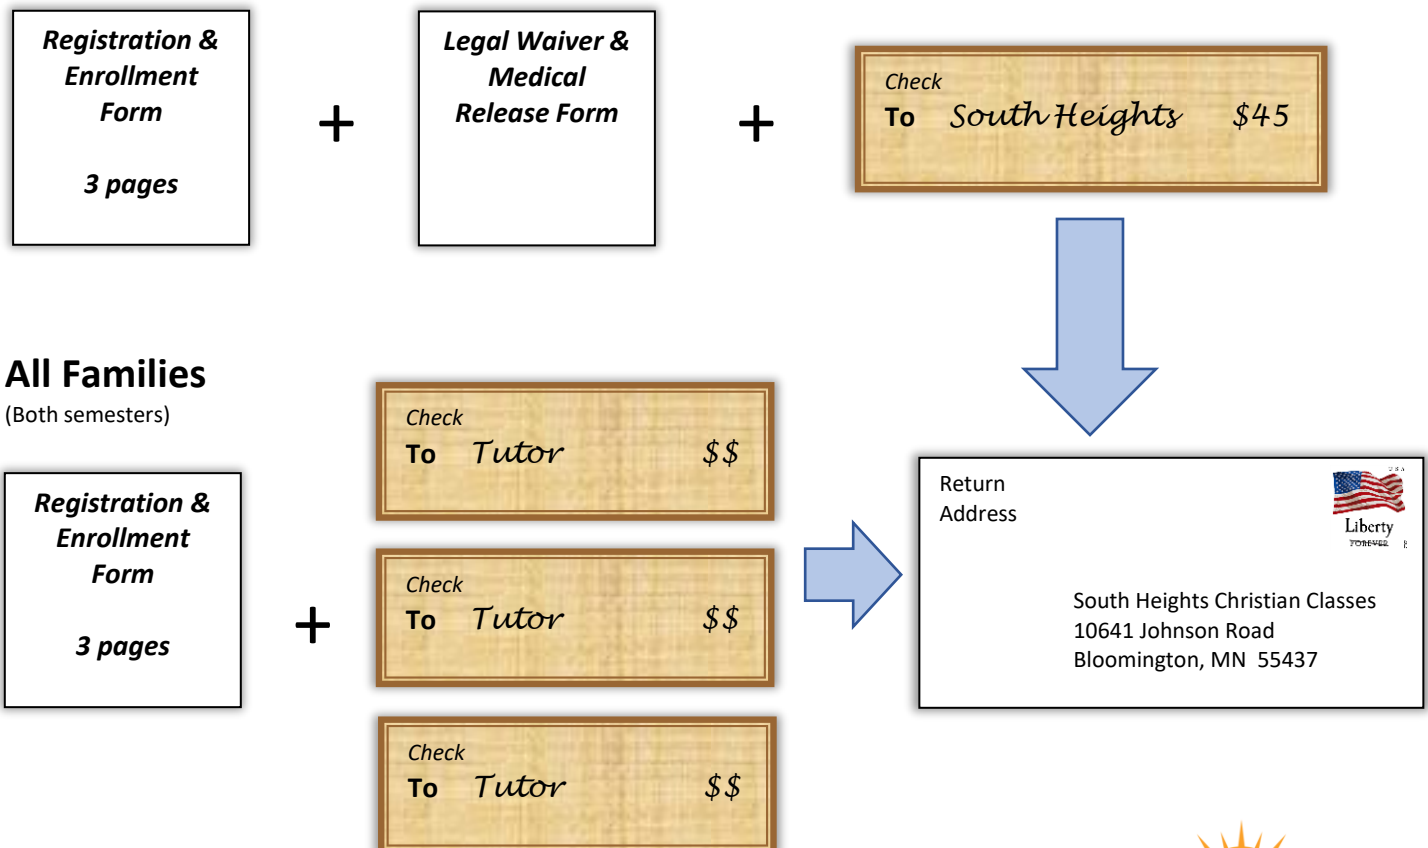 Registration &
Enrollment
Form
3 pages
+
Legal Waiver &
Medical
Release Form
+
Check
To South Heights $45
All Families
(Both semesters)
Registration &
Enrollment
Form
3 pages
+
Check
To Tutor $$
Check
To Tutor $$
Check
To Tutor $$
Return
Address
USA
Liberty
FOREVER
South Heights Christian Classes
10641 Johnson Road
Bloomington, MN 55437